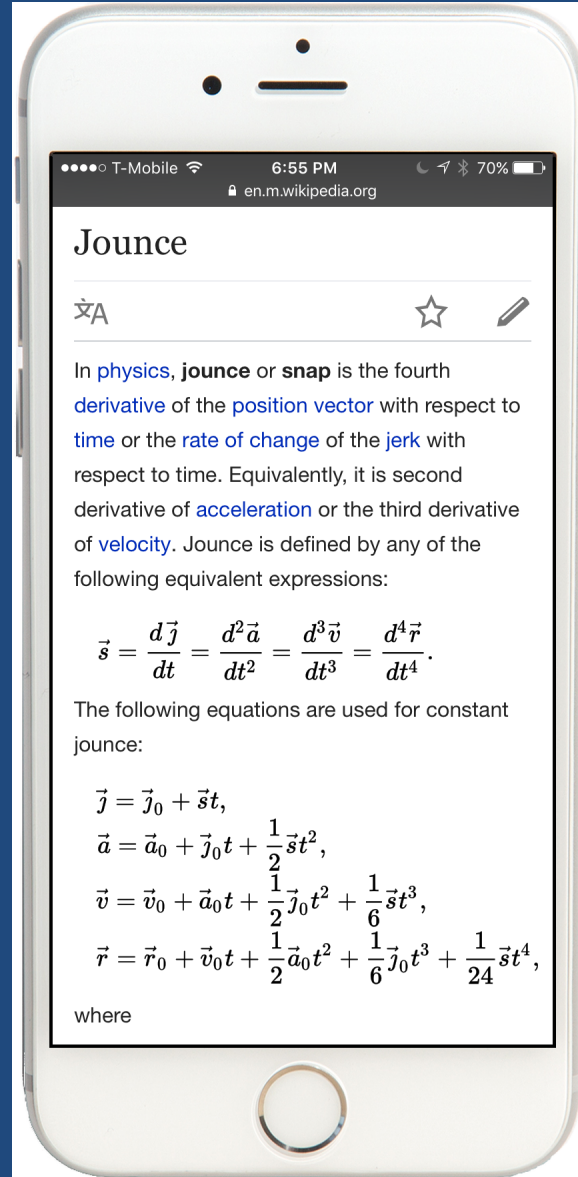 T-Mobile 6:55 PM 70%
en.m.wikipedia.org
Jounce
文A
In physics, jounce or snap is the fourth
derivative of the position vector with respect to
time or the rate of change of the jerk with
respect to time. Equivalently, it is second
derivative of acceleration or the third derivative
of velocity. Jounce is defined by any of the
following equivalent expressions:
s⃗ = dȷ⃗/dt = d²a⃗/dt² = d³v⃗/dt³ = d⁴r⃗/dt⁴.
The following equations are used for constant
jounce:
ȷ⃗ = ȷ⃗₀ + s⃗t,
a⃗ = a⃗₀ + ȷ⃗₀t + 1/2 s⃗t²,
v⃗ = v⃗₀ + a⃗₀t + 1/2 ȷ⃗₀t² + 1/6 s⃗t³,
r⃗ = r⃗₀ + v⃗₀t + 1/2 a⃗₀t² + 1/6 ȷ⃗₀t³ + 1/24 s⃗t⁴,
where